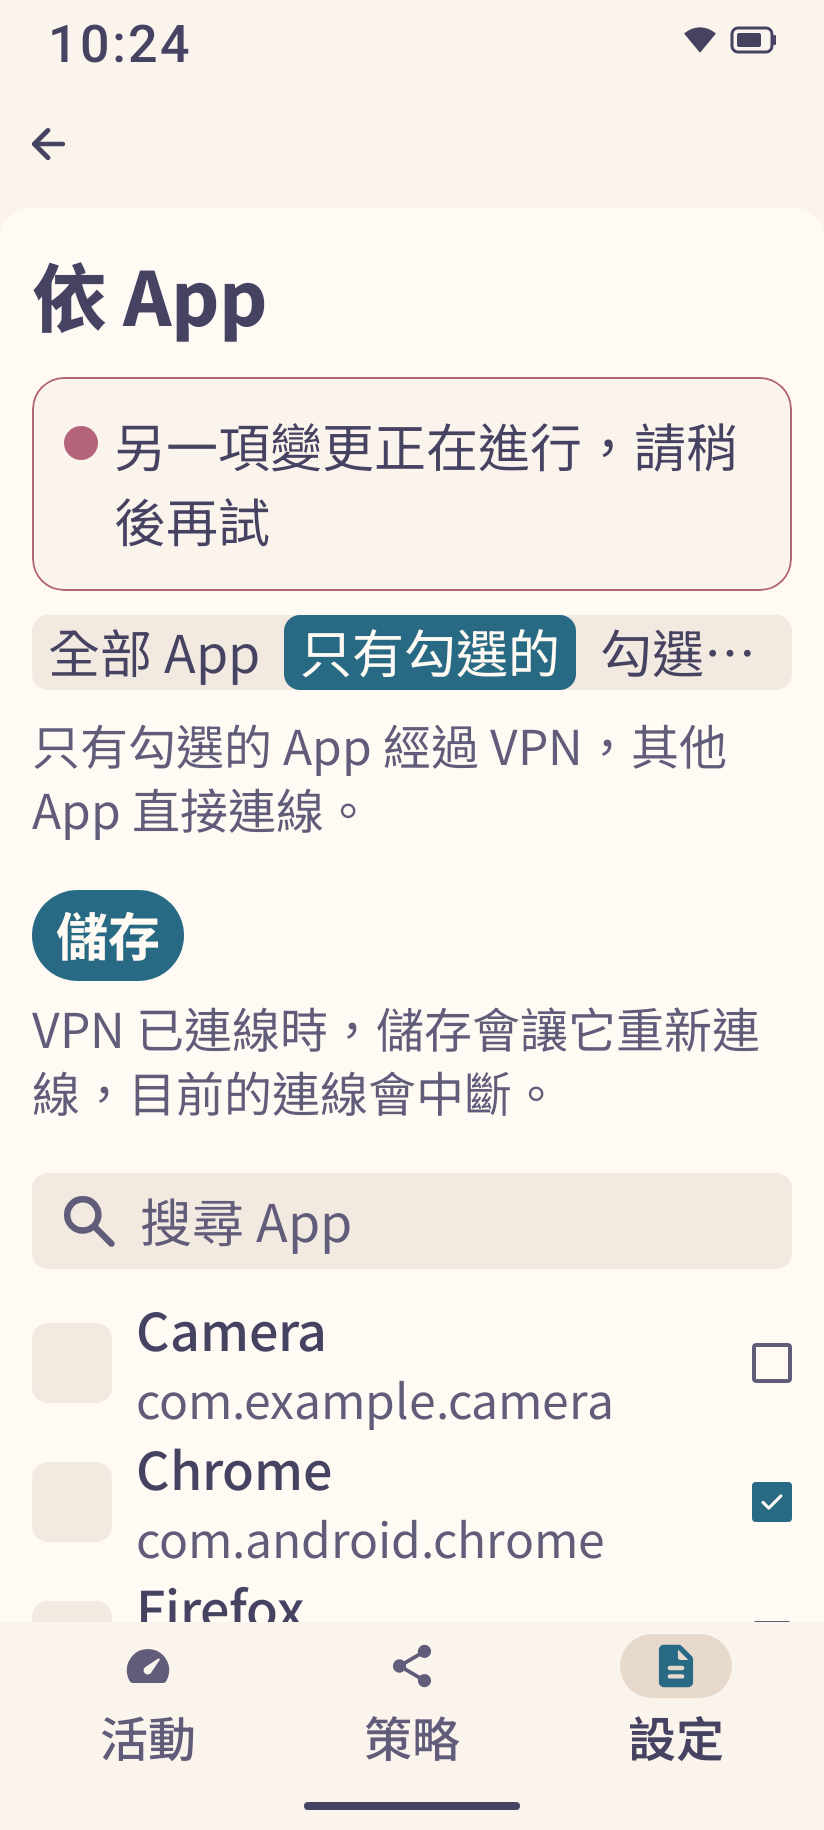 10:24
依 App
另一項變更正在進行，請稍
後再試
全部 App
只有勾選的
勾選…
只有勾選的 App 經過 VPN，其他
App 直接連線。
儲存
VPN 已連線時，儲存會讓它重新連
線，目前的連線會中斷。
搜尋 App
Camera
com.example.camera
Chrome
com.android.chrome
Firefox
活動
策略
設定